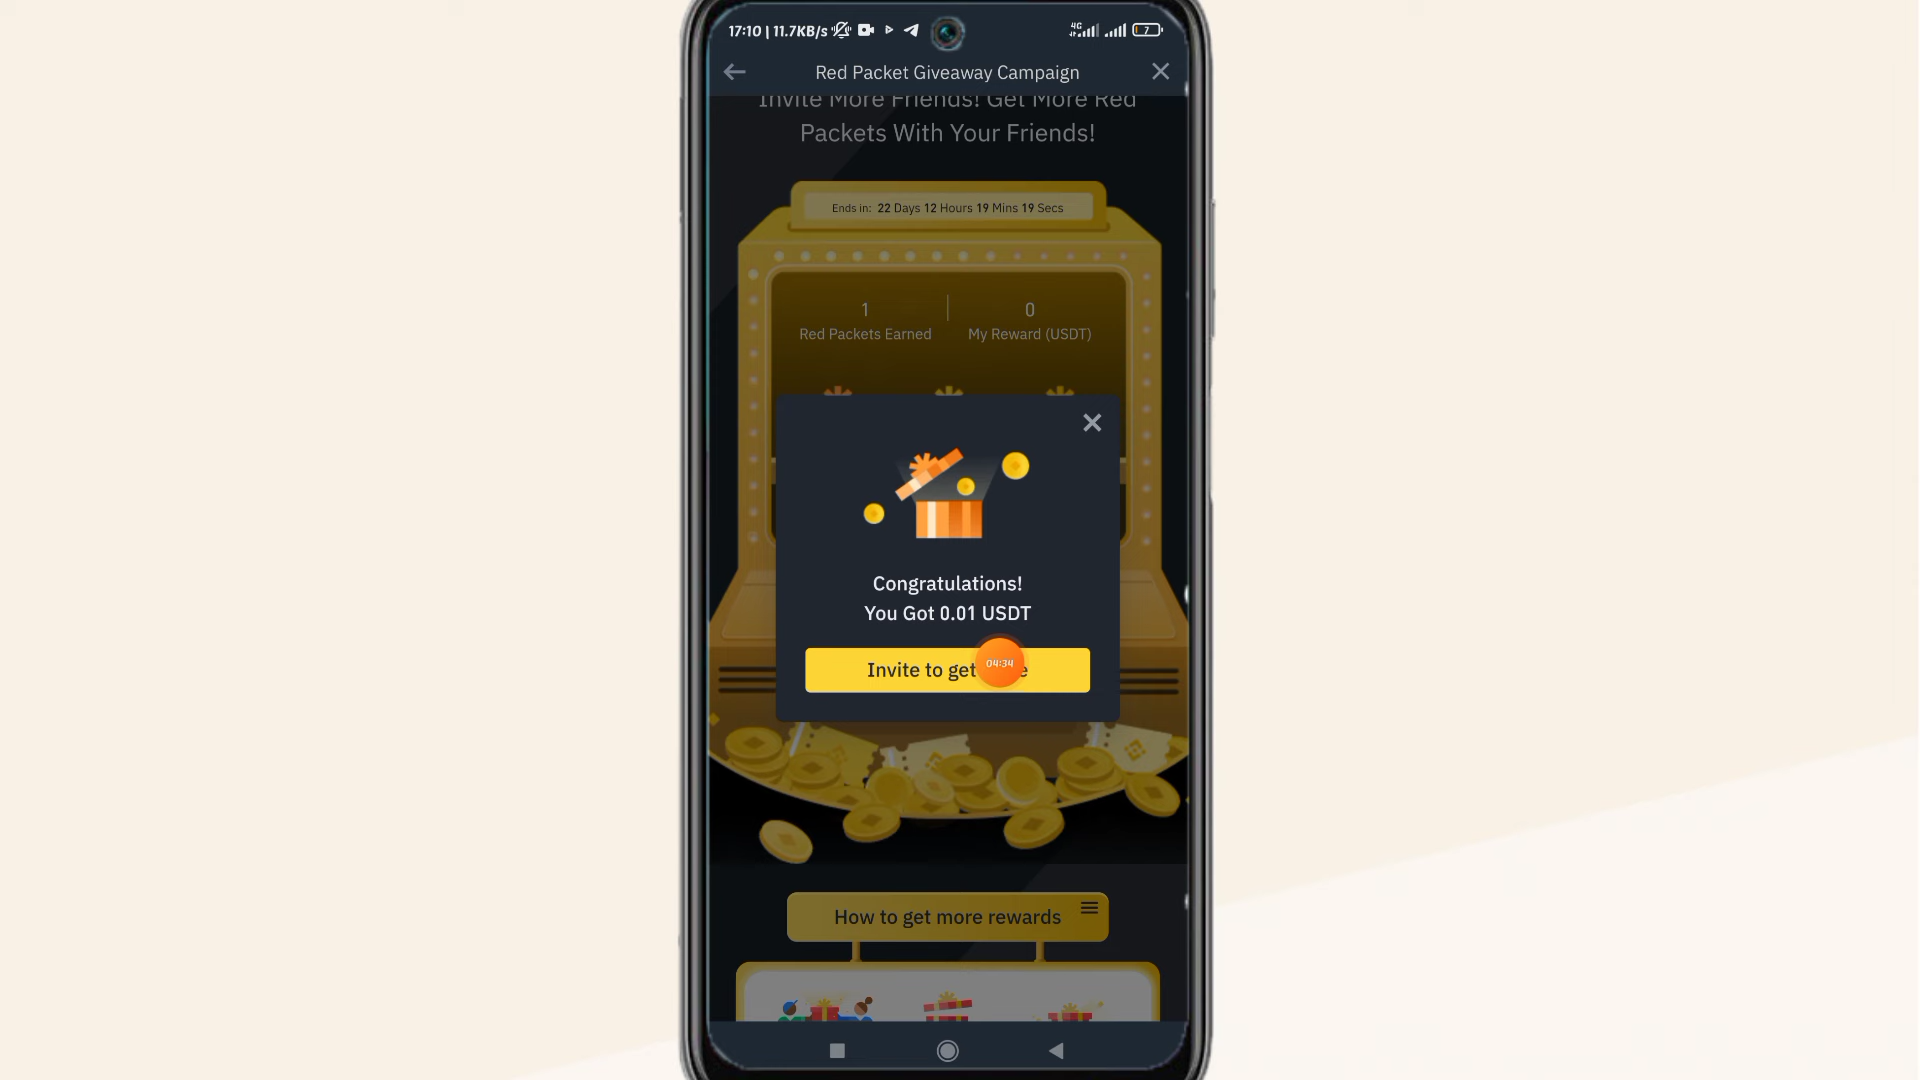 17:10 | 11.7KB/s
4G
7
Red Packet Giveaway Campaign
Invite More Friends! Get More Red
Packets With Your Friends!
Ends in: 22 Days 12 Hours 19 Mins 19 Secs
1
0
Red Packets Earned
My Reward (USDT)
Congratulations!
You Got 0.01 USDT
Invite to get
04:34
How to get more rewards